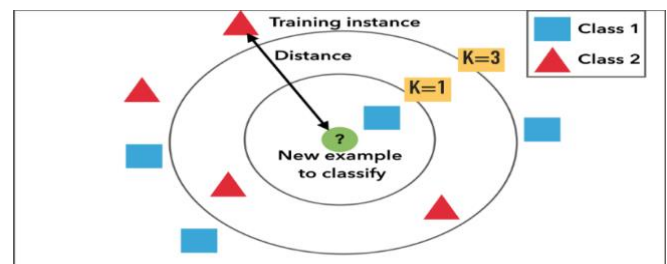 Training instance
Class 1
Distance
K=3
Class 2
K=1
?
New example
to classify